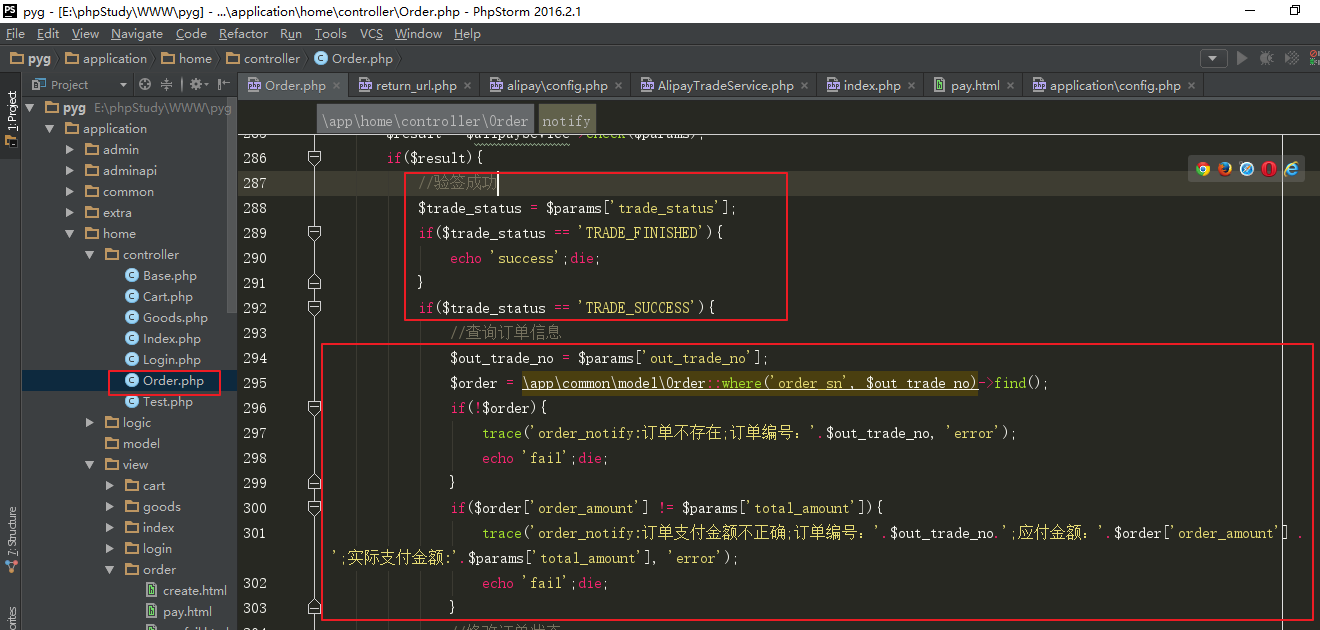 pyg - [E:\phpStudy\WWW\pyg] - ...\application\home\controller\Order.php - PhpStorm 2016.2.1
File Edit View Navigate Code Refactor Run Tools VCS Window Help
pyg application home controller Order.php
Project
Order.php return_url.php alipay\config.php AlipayTradeService.php index.php pay.html application\config.php
1: Project
7: Structure
pyg E:\phpStudy\WWW\pyg
application
admin
adminapi
common
extra
home
controller
Base.php
Cart.php
Goods.php
Index.php
Login.php
Order.php
Test.php
logic
model
view
cart
goods
index
login
order
create.html
pay.html
\app\home\controller\Order notify
286 if($result){
287 //验签成功
288 $trade_status = $params['trade_status'];
289 if($trade_status == 'TRADE_FINISHED'){
290 echo 'success';die;
291 }
292 if($trade_status == 'TRADE_SUCCESS'){
293 //查询订单信息
294 $out_trade_no = $params['out_trade_no'];
295 $order = \app\common\model\Order::where('order_sn', $out_trade_no)->find();
296 if(!$order){
297 trace('order_notify:订单不存在;订单编号：'.$out_trade_no, 'error');
298 echo 'fail';die;
299 }
300 if($order['order_amount'] != $params['total_amount']){
301 trace('order_notify:订单支付金额不正确;订单编号：'.$out_trade_no.';应付金额：'.$order['order_amount'] .
';实际支付金额:'.$params['total_amount'], 'error');
302 echo 'fail';die;
303 }